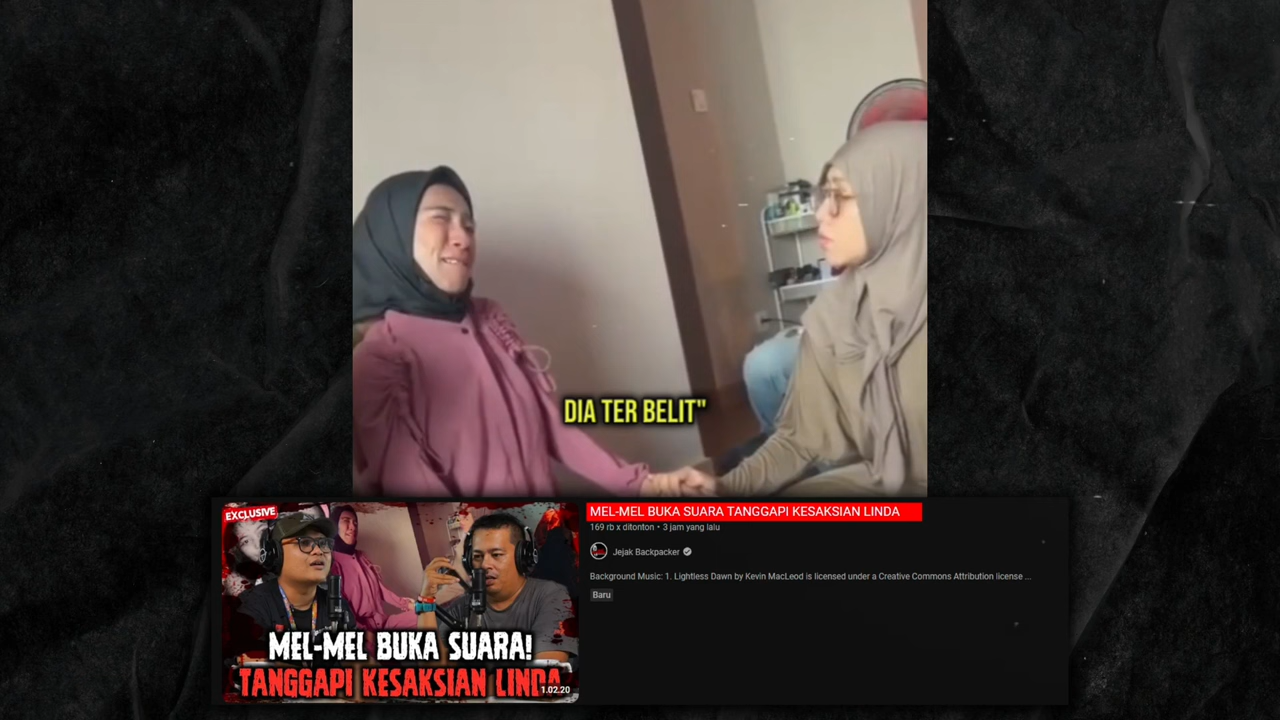 DIA TER BELIT"
EXCLUSIVE
MEL-MEL BUKA SUARA!
TANGGAPI KESAKSIAN LINDA
1.02.20
MEL-MEL BUKA SUARA TANGGAPI KESAKSIAN LINDA
169 rb x ditonton • 3 jam yang lalu
Jejak Backpacker
Background Music: 1. Lightless Dawn by Kevin MacLeod is licensed under a Creative Commons Attribution license ...
Baru